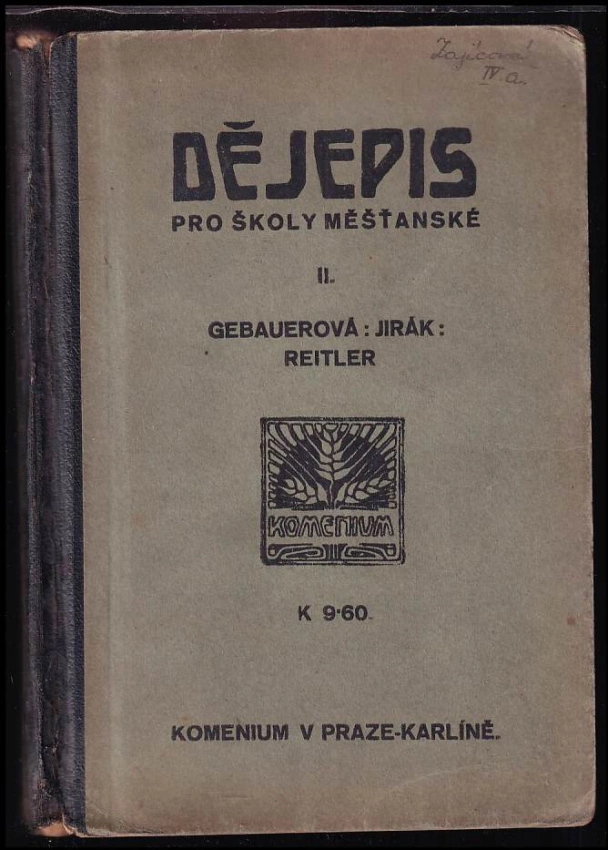 Zajícová
IV. a.
DĚJEPIS
PRO ŠKOLY MĚŠŤANSKÉ
II.
GEBAUEROVÁ : JIRÁK :
REITLER
KOMENIUM
K 9·60.
KOMENIUM V PRAZE-KARLÍNĚ.